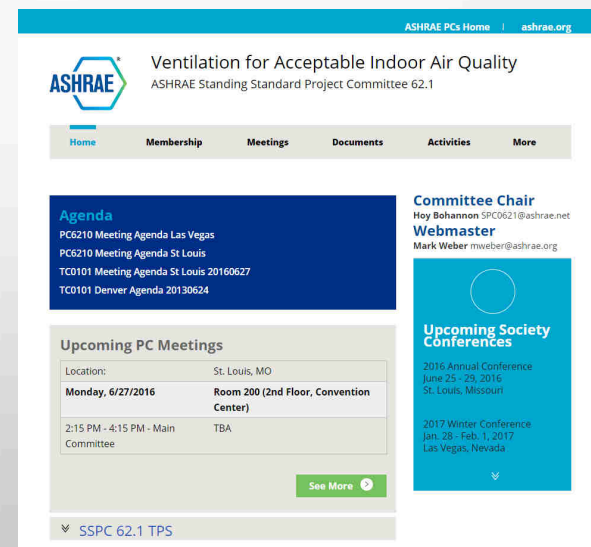 ASHRAE PCs Home | ashrae.org
ASHRAE
Ventilation for Acceptable Indoor Air Quality
ASHRAE Standing Standard Project Committee 62.1
Home Membership Meetings Documents Activities More
Agenda
PC6210 Meeting Agenda Las Vegas
PC6210 Meeting Agenda St Louis
TC0101 Meeting Agenda St Louis 20160627
TC0101 Denver Agenda 20130624
Committee Chair
Hoy Bohannon SPC0621@ashrae.net
Webmaster
Mark Weber mweber@ashrae.org
Upcoming PC Meetings
Location: St. Louis, MO
Monday, 6/27/2016 Room 200 (2nd Floor, Convention
Center)
2:15 PM - 4:15 PM - Main TBA
Committee
See More
SSPC 62.1 TPS
Upcoming Society
Conferences
2016 Annual Conference
June 25 - 29, 2016
St. Louis, Missouri
2017 Winter Conference
Jan. 28 - Feb. 1, 2017
Las Vegas, Nevada